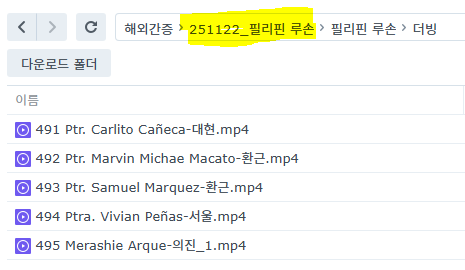 해외간증 > 251122_필리핀 루손 > 필리핀 루손 > 더빙
다운로드 폴더
이름
491 Ptr. Carlito Cañeca-대현.mp4
492 Ptr. Marvin Michae Macato-환근.mp4
493 Ptr. Samuel Marquez-환근.mp4
494 Ptra. Vivian Peñas-서울.mp4
495 Merashie Arque-의진_1.mp4